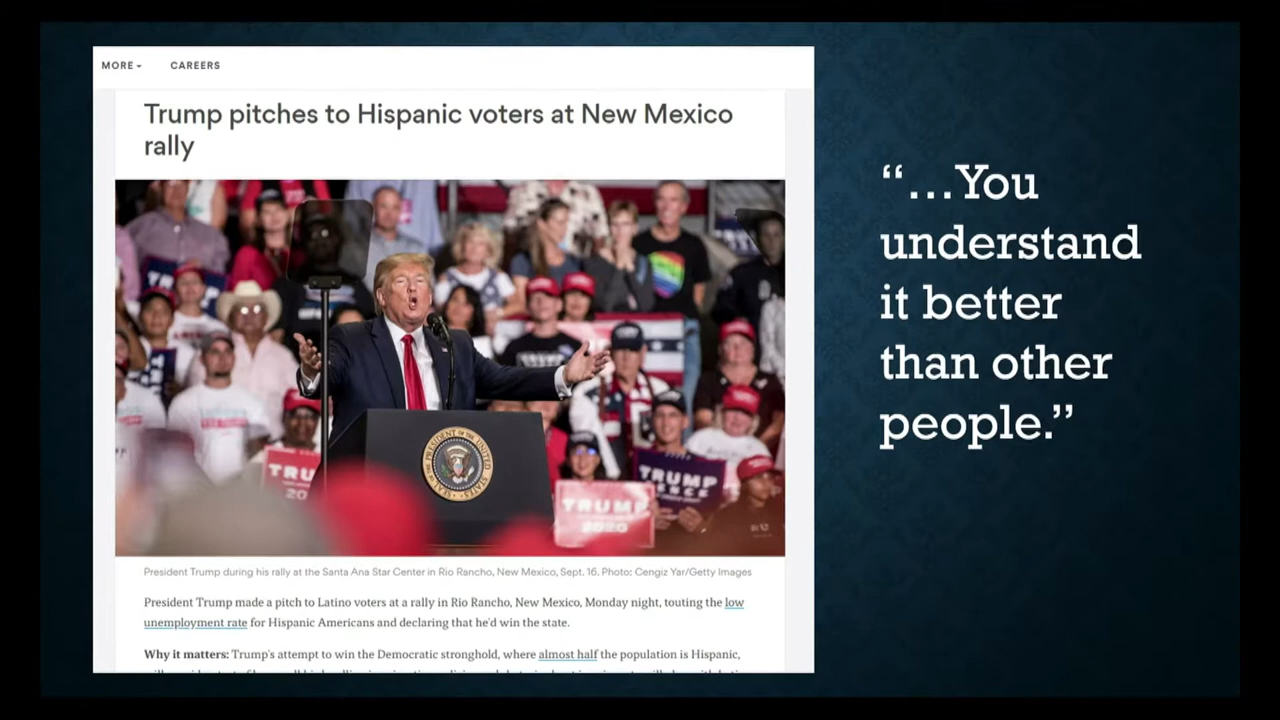 MORE CAREERS
Trump pitches to Hispanic voters at New Mexico
rally
TRUMP
TRU
20
TRUMP
2020
President Trump during his rally at the Santa Ana Star Center in Rio Rancho, New Mexico, Sept. 16. Photo: Cengiz Yar/Getty Images
President Trump made a pitch to Latino voters at a rally in Rio Rancho, New Mexico, Monday night, touting the low
unemployment rate for Hispanic Americans and declaring that he'd win the state.
Why it matters: Trump's attempt to win the Democratic stronghold, where almost half the population is Hispanic,
“...You
understand
it better
than other
people.”